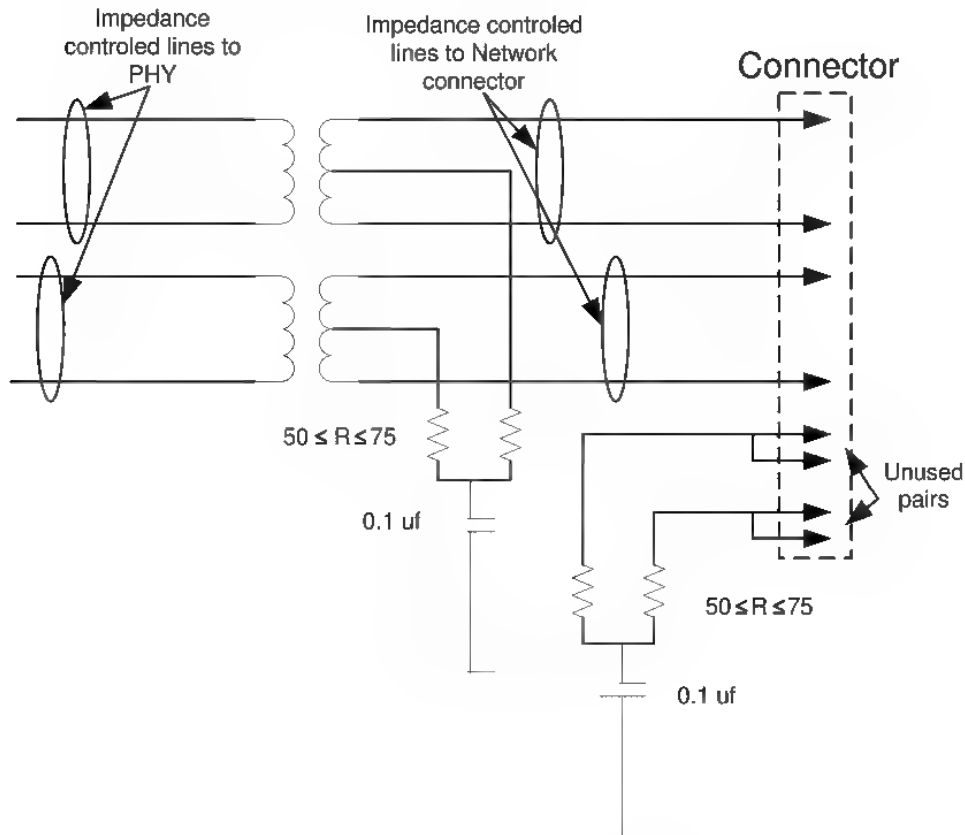 Impedance
controled lines to
PHY
Impedance controled
lines to Network
connector
Connector
50 ≤ R ≤ 75
0.1 uf
Unused
pairs
50 ≤ R ≤ 75
0.1 uf